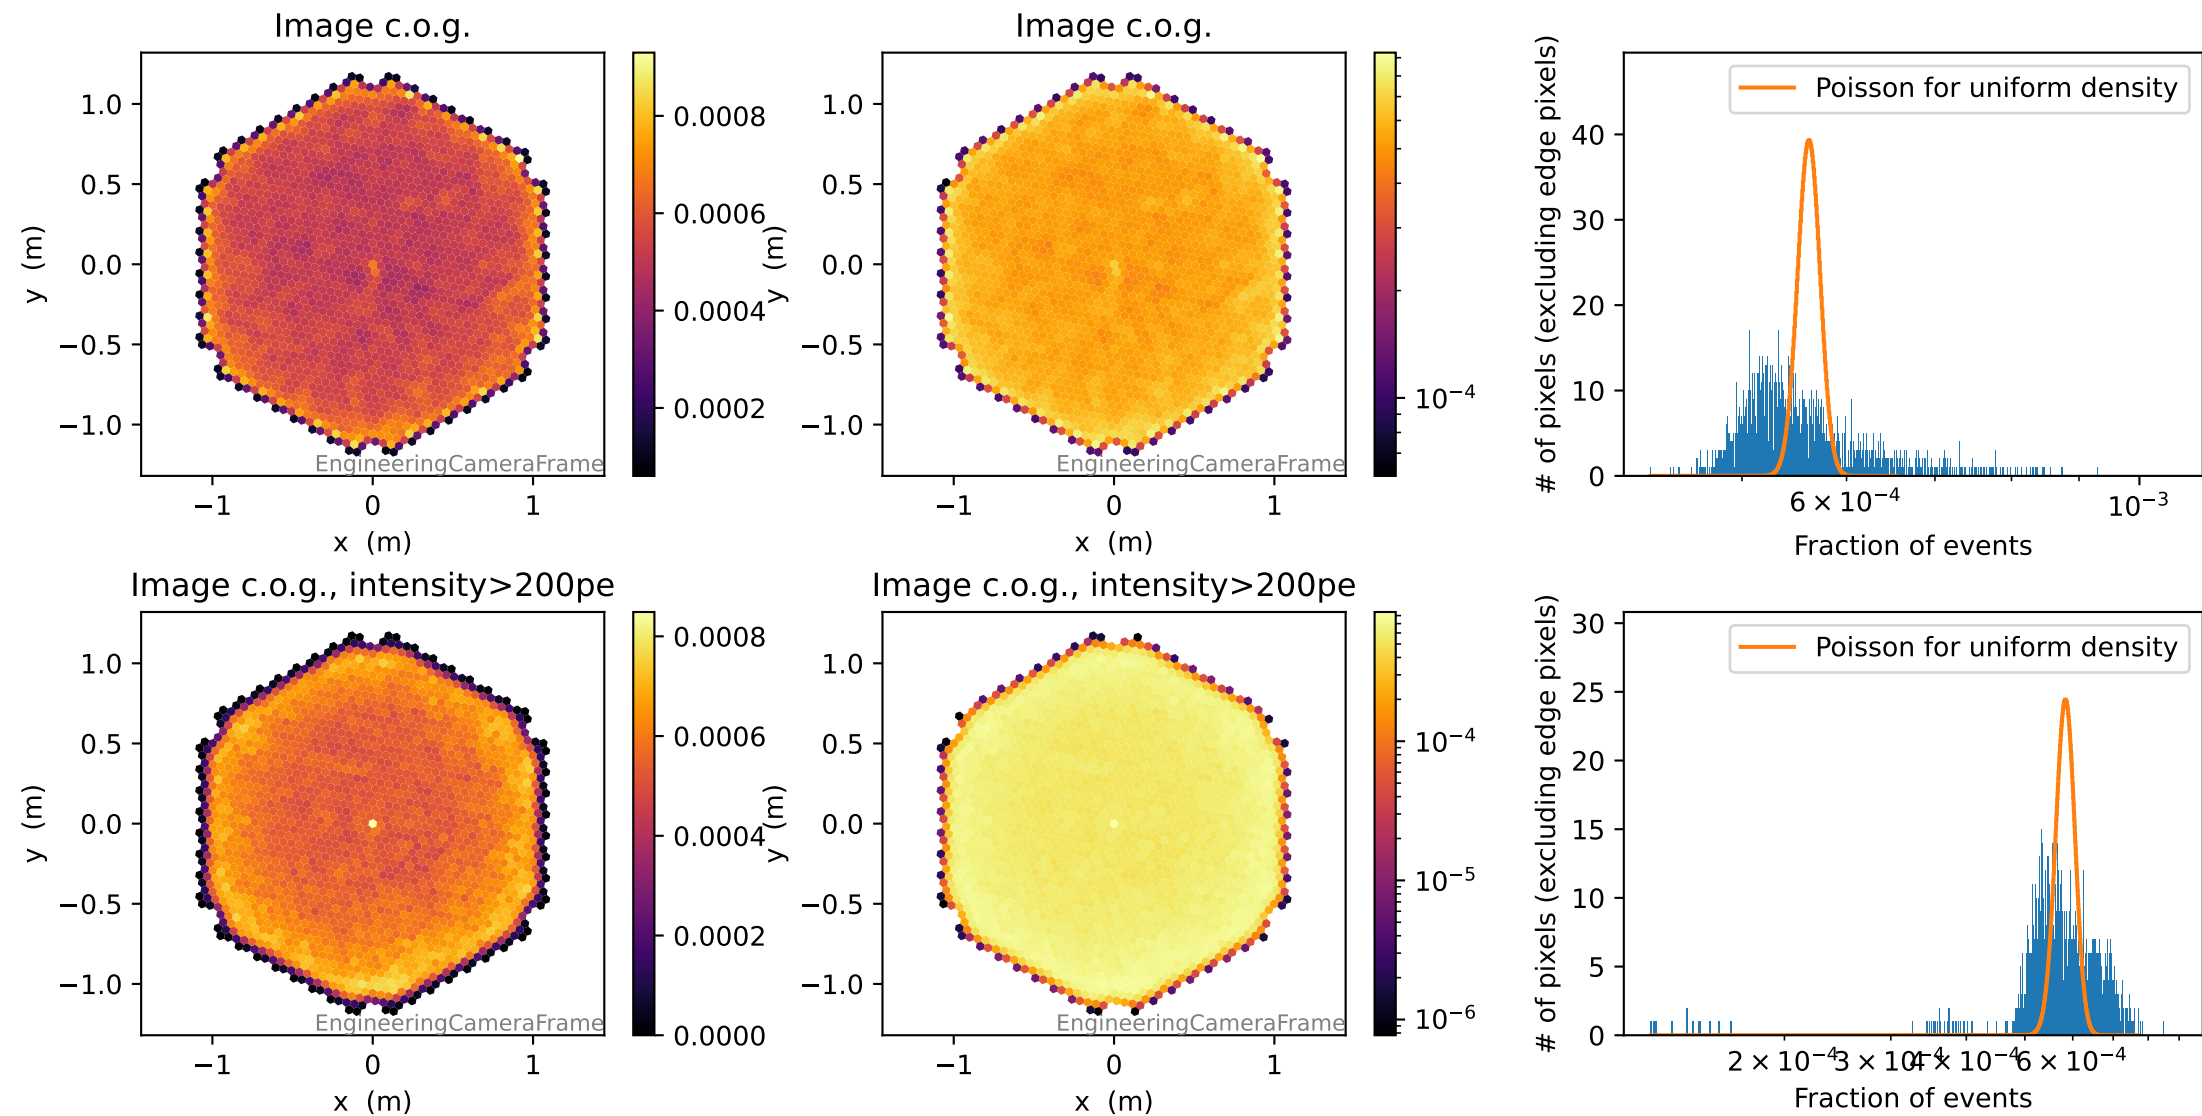 Image c.o.g.
1.0
0.5
0.0
−0.5
−1.0
y (m)
−1
0
1
x (m)
EngineeringCameraFrame
0.0008
0.0006
0.0004
0.0002
Image c.o.g.
1.0
0.5
0.0
−0.5
−1.0
y (m)
−1
0
1
x (m)
EngineeringCameraFrame
10⁻⁴
Poisson for uniform density
# of pixels (excluding edge pixels)
40
30
20
10
0
6 × 10⁻⁴
10⁻³
Fraction of events
Image c.o.g., intensity>200pe
1.0
0.5
0.0
−0.5
−1.0
y (m)
−1
0
1
x (m)
EngineeringCameraFrame
0.0008
0.0006
0.0004
0.0002
0.0000
Image c.o.g., intensity>200pe
1.0
0.5
0.0
−0.5
−1.0
y (m)
−1
0
1
x (m)
EngineeringCameraFrame
10⁻⁴
10⁻⁵
10⁻⁶
Poisson for uniform density
# of pixels (excluding edge pixels)
30
25
20
15
10
5
0
2 × 10⁻⁴
3 × 10⁻⁴
4 × 10⁻⁴
6 × 10⁻⁴
Fraction of events